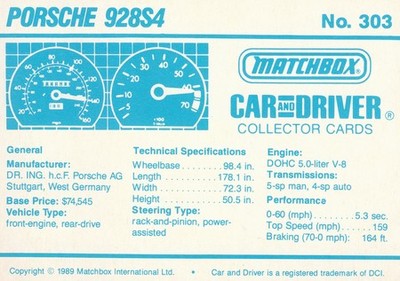 PORSCHE 928S4
No. 303
MATCHBOX
CAR AND DRIVER ®
COLLECTOR CARDS
General
Manufacturer:
DR. ING. h.c.F. Porsche AG
Stuttgart, West Germany
Base Price: $74,545
Vehicle Type:
front-engine, rear-drive
Technical Specifications
Wheelbase 98.4 in.
Length 178.1 in.
Width 72.3 in.
Height 50.5 in.
Steering Type:
rack-and-pinion, power-
assisted
Engine:
DOHC 5.0-liter V-8
Transmissions:
5-sp man, 4-sp auto
Performance
0-60 (mph) 5.3 sec.
Top Speed (mph) 159
Braking (70-0 mph) 164 ft.
Copyright © 1989 Matchbox International Ltd. • Car and Driver is a registered trademark of DCI.